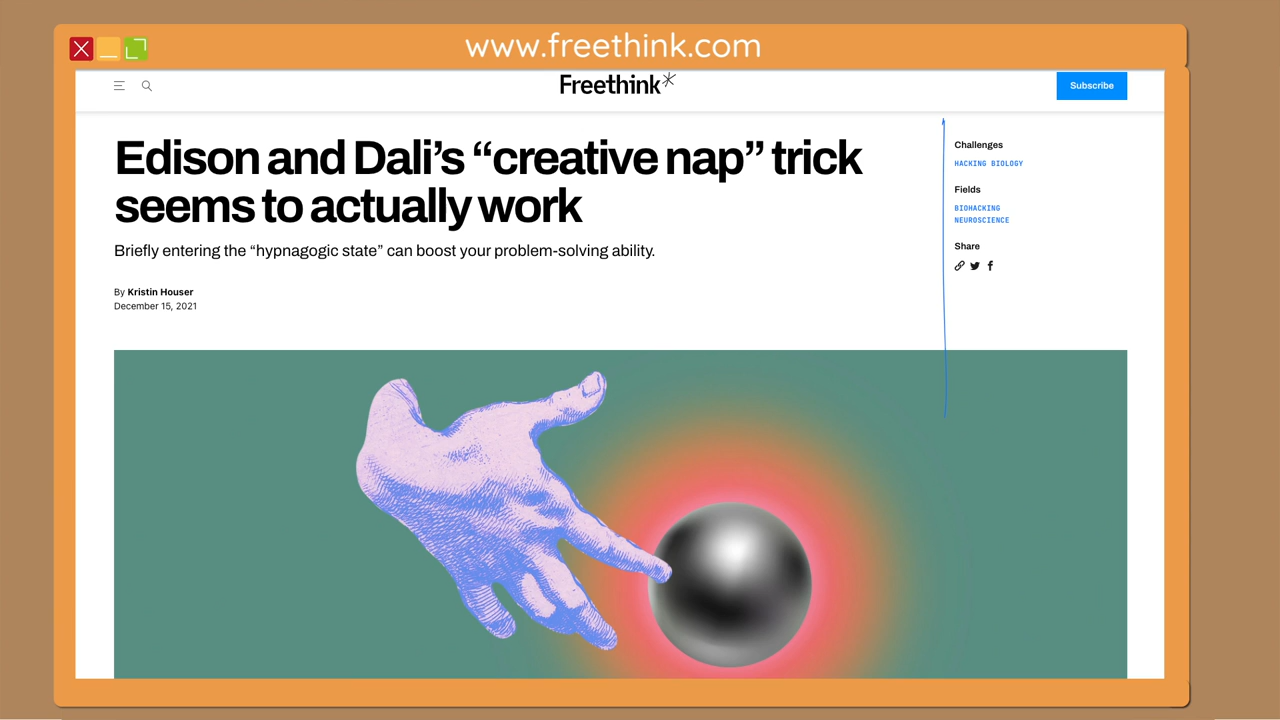 www.freethink.com
Freethink
Subscribe
Edison and Dali’s “creative nap” trick
seems to actually work
Briefly entering the “hypnagogic state” can boost your problem-solving ability.
By Kristin Houser
December 15, 2021
Challenges
HACKING BIOLOGY
Fields
BIOHACKING
NEUROSCIENCE
Share